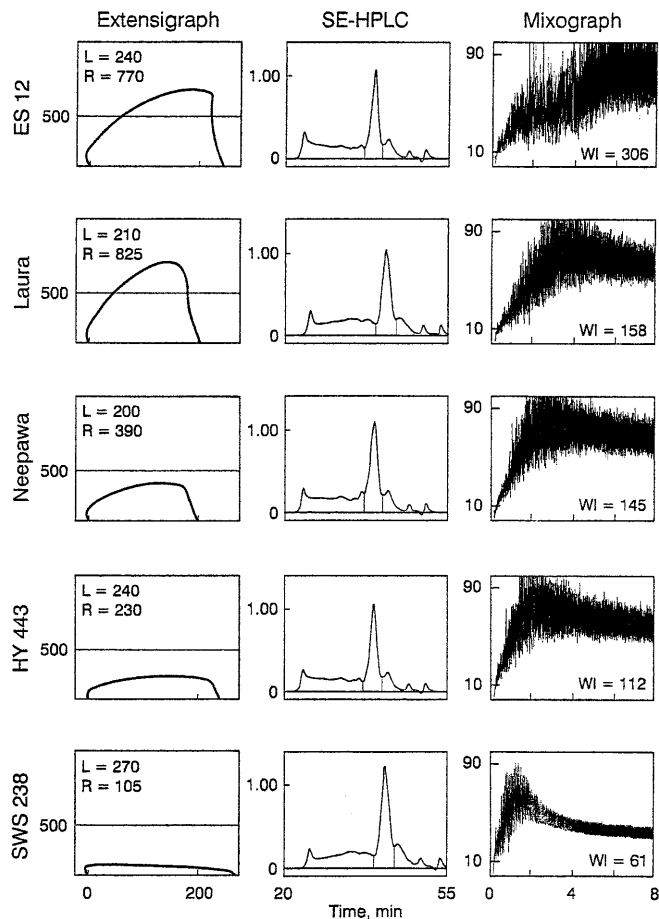 Extensigraph SE-HPLC Mixograph
ES 12
L = 240
R = 770
500
1.00
0
90
10
WI = 306
Laura
L = 210
R = 825
500
1.00
0
90
10
WI = 158
Neepawa
L = 200
R = 390
500
1.00
0
90
10
WI = 145
HY 443
L = 240
R = 230
500
1.00
0
90
10
WI = 112
SWS 238
L = 270
R = 105
500
1.00
0
90
10
WI = 61
0 200 20 55 0 4 8
Time, min